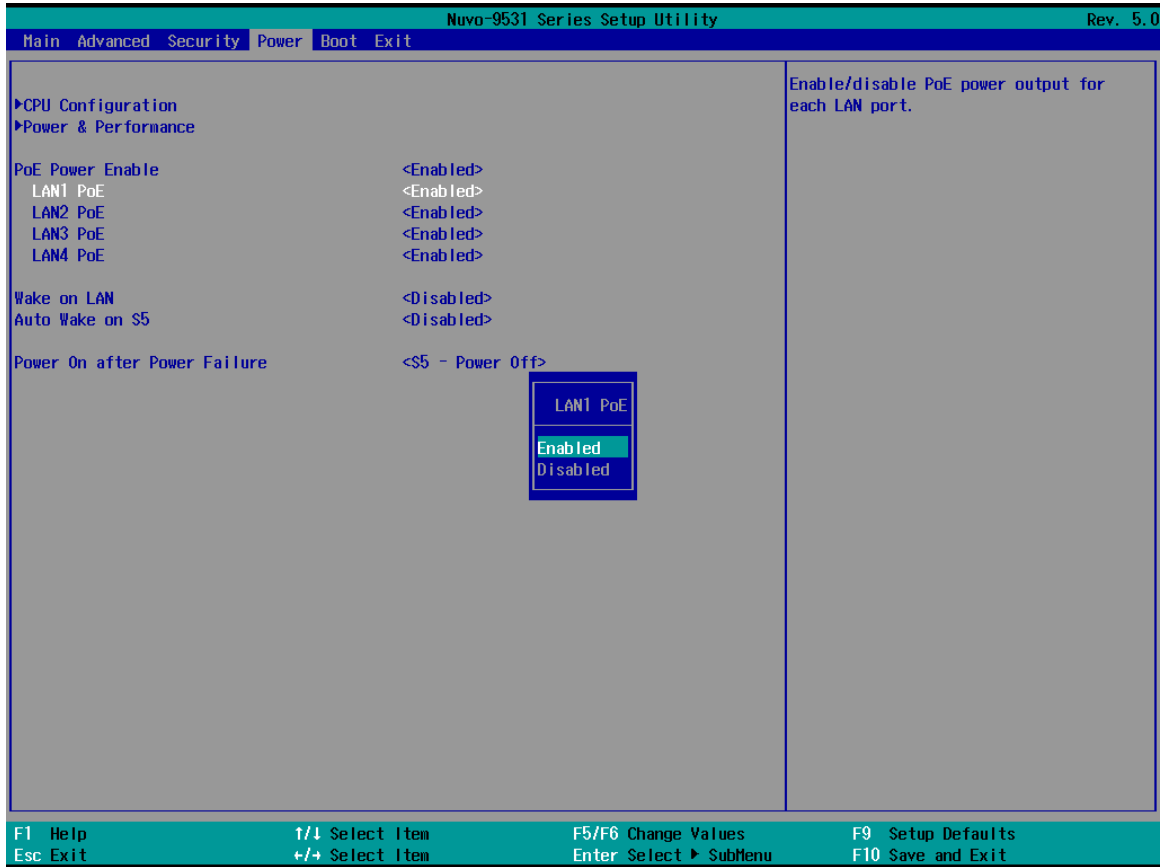 Nuvo-9531 Series Setup Utility Rev. 5.0
Main Advanced Security Power Boot Exit
Enable/disable PoE power output for
each LAN port.
▶CPU Configuration
▶Power & Performance
PoE Power Enable <Enabled>
LAN1 PoE <Enabled>
LAN2 PoE <Enabled>
LAN3 PoE <Enabled>
LAN4 PoE <Enabled>
Wake on LAN <Disabled>
Auto Wake on S5 <Disabled>
Power On after Power Failure <S5 - Power Off>
LAN1 PoE
Enabled
Disabled
F1 Help ↑/↓ Select Item F5/F6 Change Values F9 Setup Defaults
Esc Exit ←/→ Select Item Enter Select ▶ SubMenu F10 Save and Exit